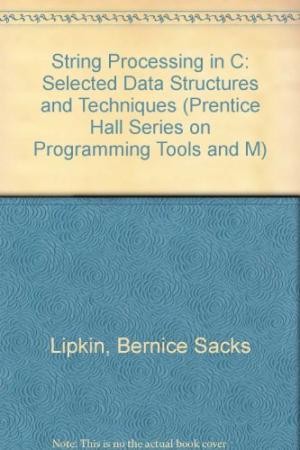 String Processing in C:
Selected Data Structures
and Techniques (Prentice
Hall Series on
Programming Tools and M)
Lipkin, Bernice Sacks
Note: This is no the actual book cover